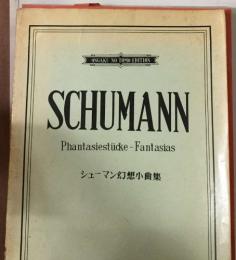 ONGAKU NO TOMO EDITION
SCHUMANN
Phantasiestücke-Fantasias
シューマン幻想小曲集